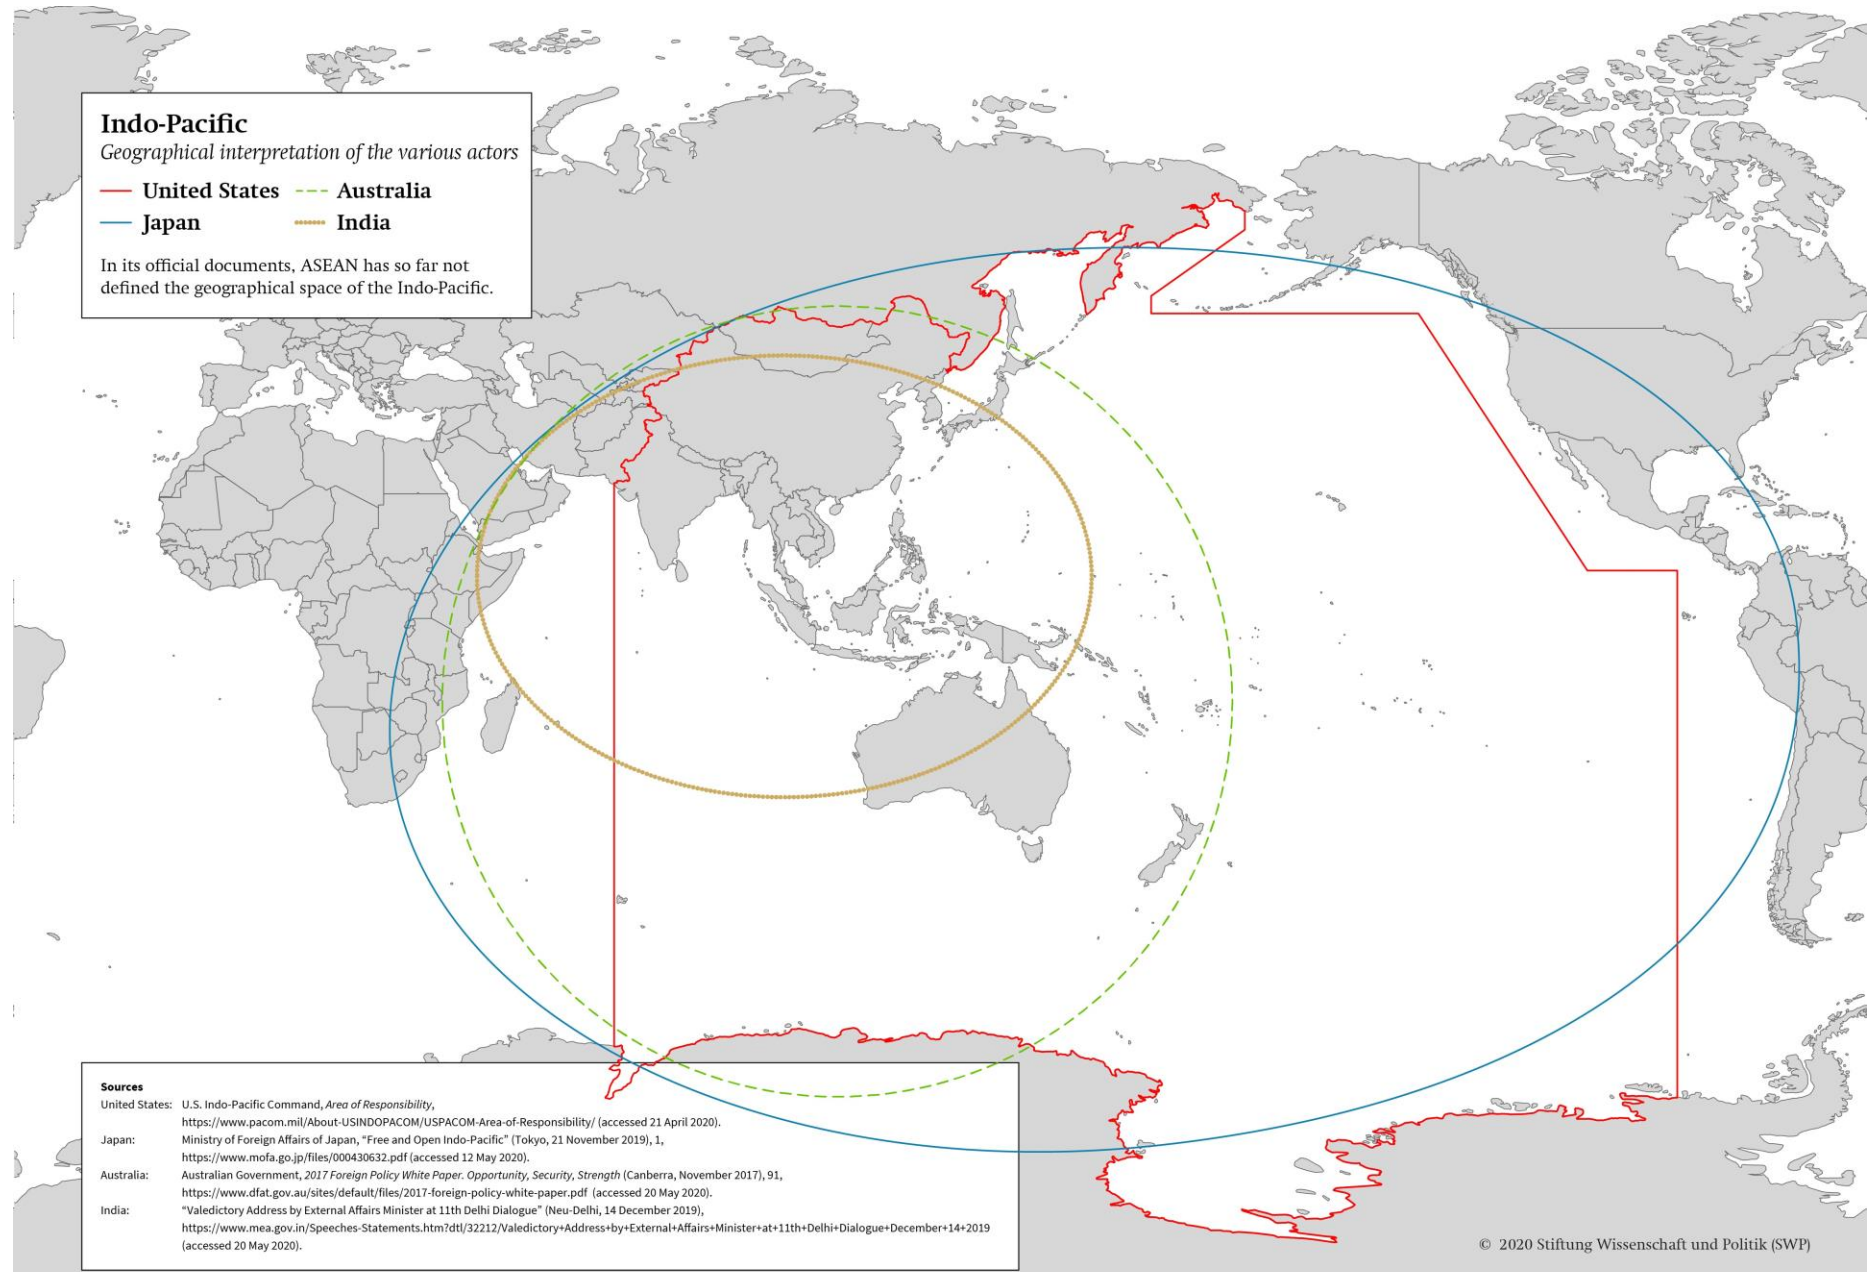 Indo-Pacific
Geographical interpretation of the various actors
United States
Australia
Japan
India
In its official documents, ASEAN has so far not
defined the geographical space of the Indo-Pacific.
Sources
United States: U.S. Indo-Pacific Command, Area of Responsibility,
https://www.pacom.mil/About-USINDOPACOM/USPACOM-Area-of-Responsibility/ (accessed 21 April 2020).
Japan: Ministry of Foreign Affairs of Japan, “Free and Open Indo-Pacific” (Tokyo, 21 November 2019), 1,
https://www.mofa.go.jp/files/000430632.pdf (accessed 12 May 2020).
Australia: Australian Government, 2017 Foreign Policy White Paper. Opportunity, Security, Strength (Canberra, November 2017), 91,
https://www.dfat.gov.au/sites/default/files/2017-foreign-policy-white-paper.pdf (accessed 20 May 2020).
India: “Valedictory Address by External Affairs Minister at 11th Delhi Dialogue” (Neu-Delhi, 14 December 2019),
https://www.mea.gov.in/Speeches-Statements.htm?dtl/32212/Valedictory+Address+by+External+Affairs+Minister+at+11th+Delhi+Dialogue+December+14+2019
(accessed 20 May 2020).
© 2020 Stiftung Wissenschaft und Politik (SWP)